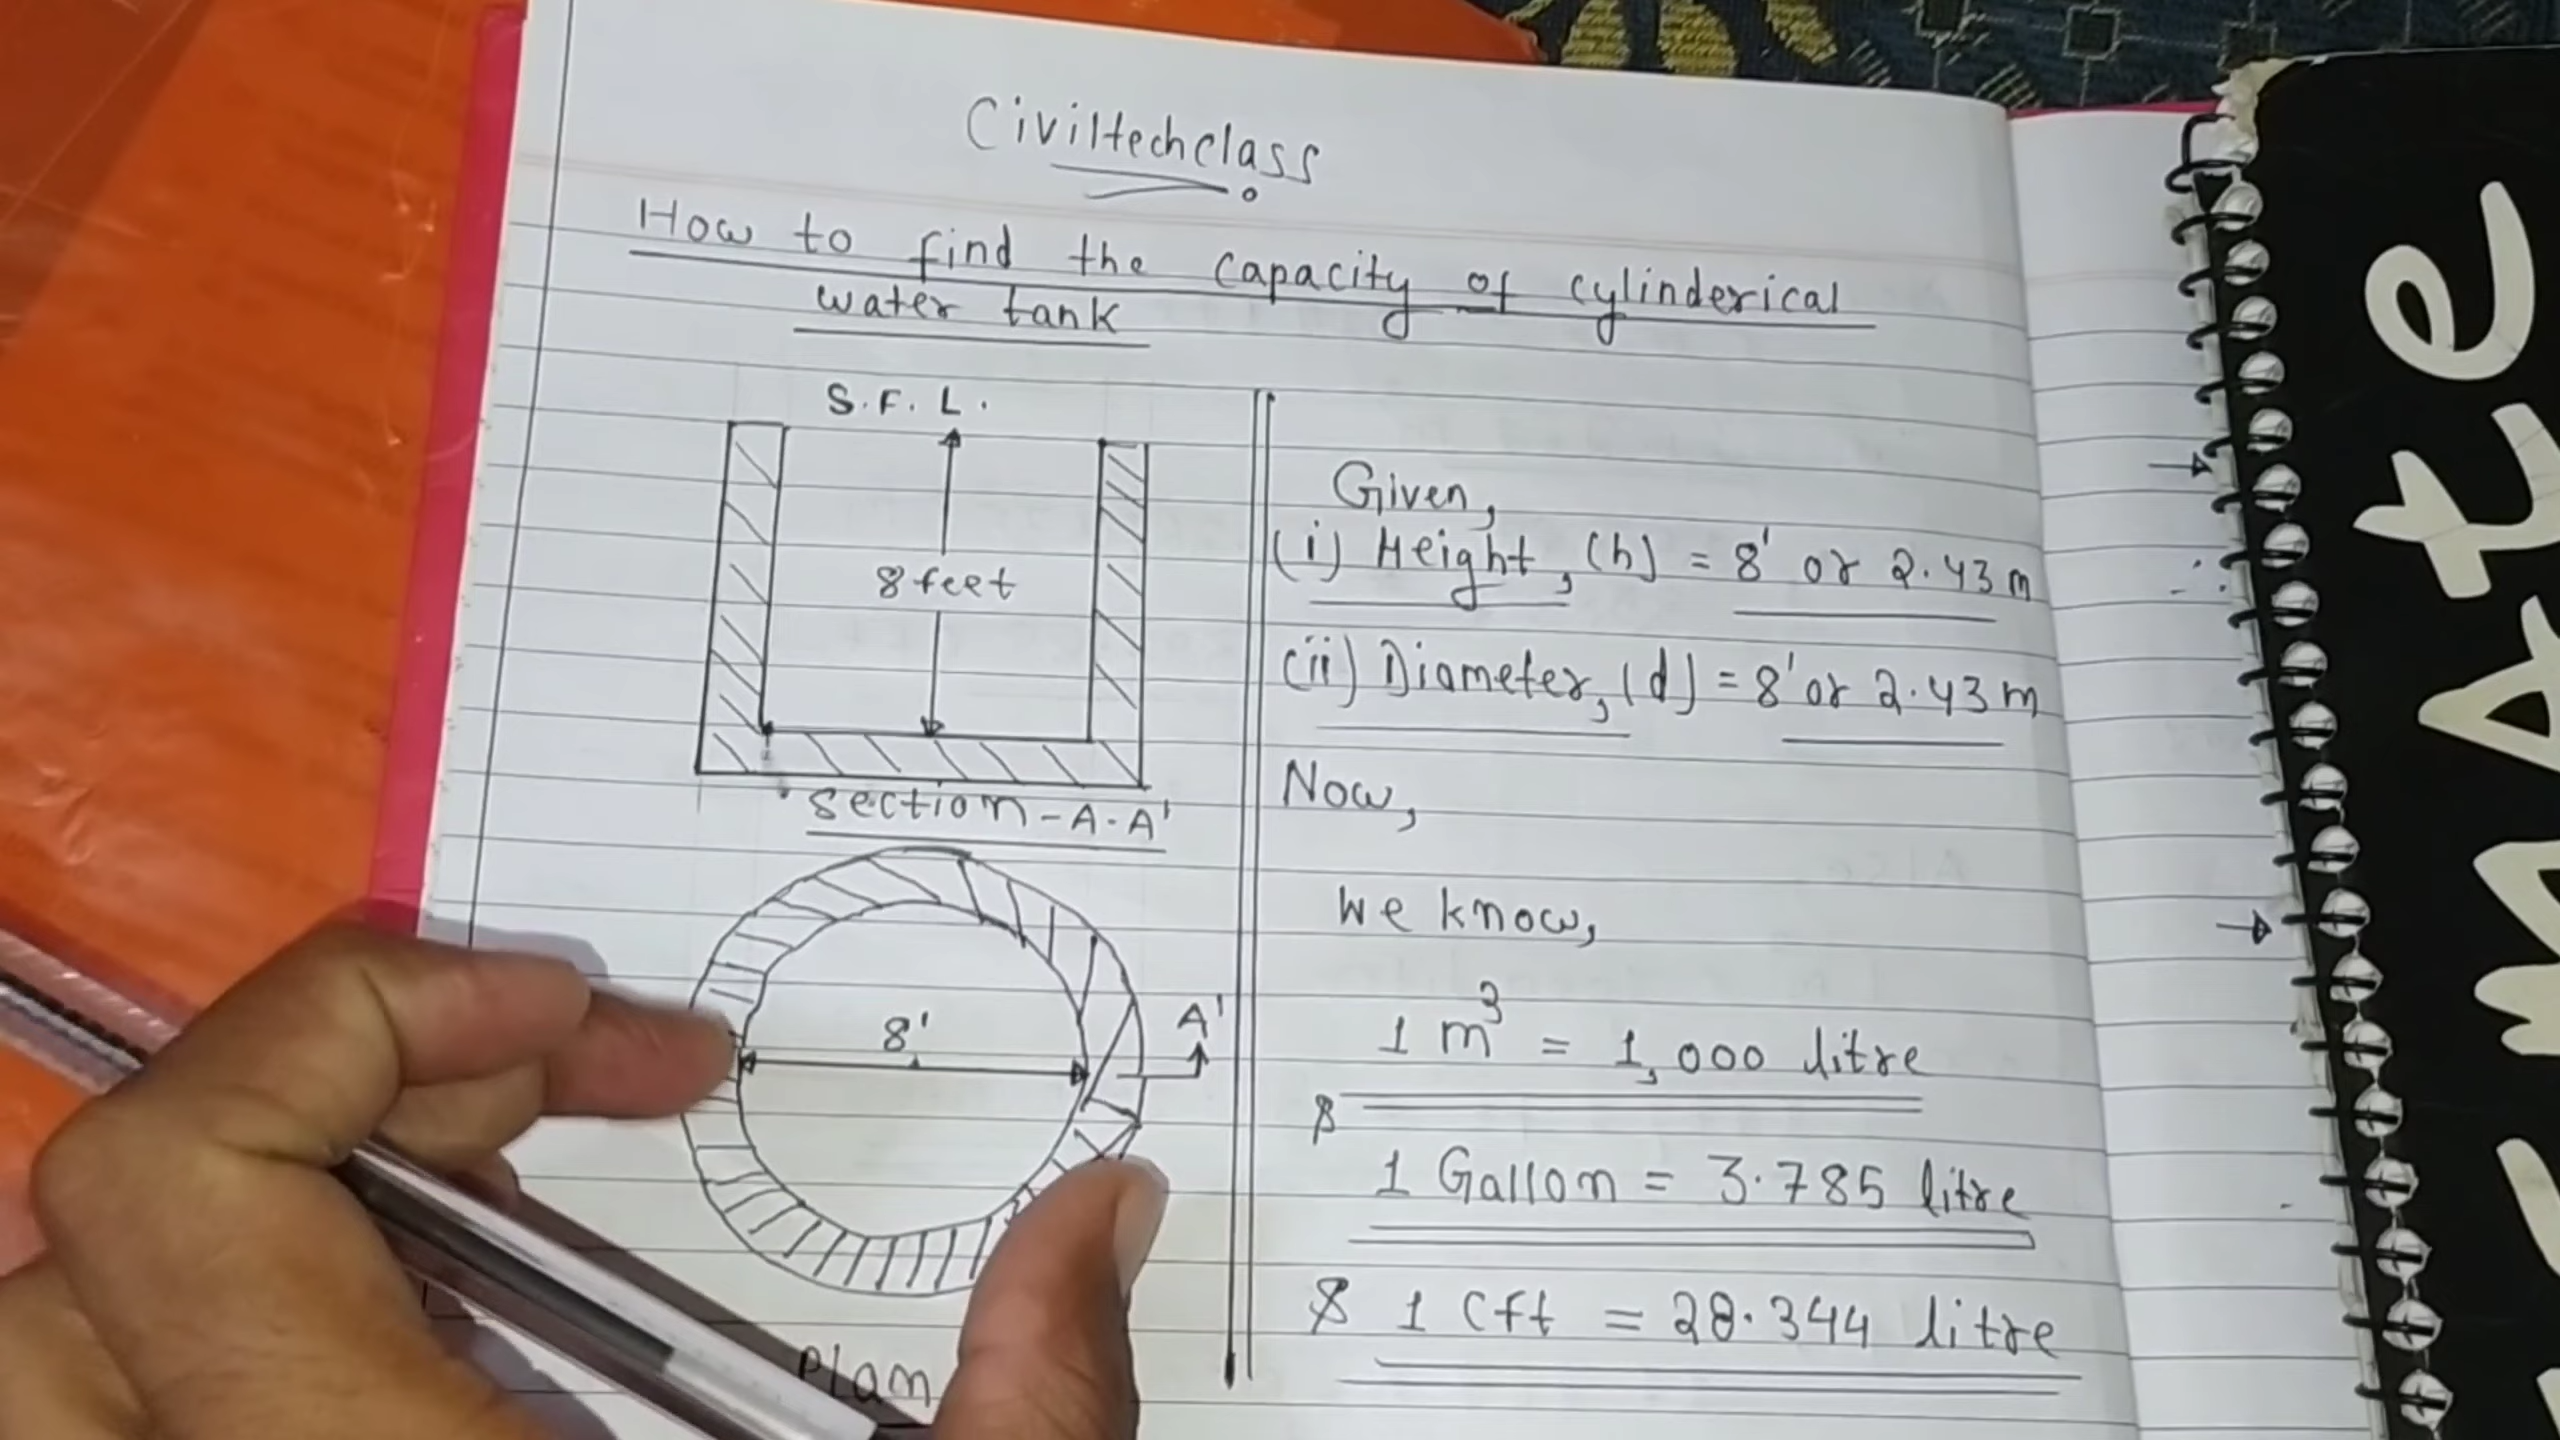 Civiltechclass
How to find the capacity of cylinderical
water tank
S.F.L.
8 feet
Section-A-A'
8'
A'
Plan
Given,
(i) Height, (h) = 8' or 2.43 m
(ii) Diameter, (d) = 8' or 2.43 m
Now,
We know,
1 m³ = 1,000 litre
&
1 Gallon = 3.785 litre
& 1 Cft = 28.344 litre